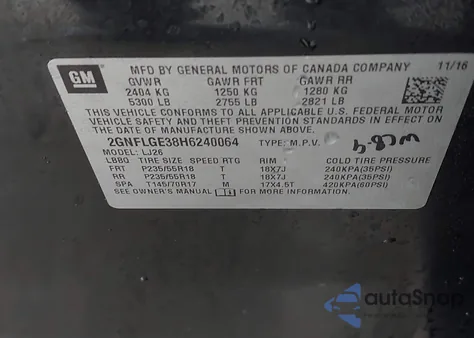 GM
MFD BY GENERAL MOTORS OF CANADA COMPANY 11/16
GVWR GAWR FRT GAWR RR
2404 KG 1250 KG 1280 KG
5300 LB 2755 LB 2821 LB
THIS VEHICLE CONFORMS TO ALL APPLICABLE U.S. FEDERAL MOTOR
VEHICLE SAFETY AND THEFT PREVENTION STANDARDS IN EFFECT ON
THE DATE OF MANUFACTURE SHOWN ABOVE.
2GNFLGE38H6240064 TYPE: M.P.V.
MODEL: LJ26
LBBG TIRE SIZE SPEED RTG RIM COLD TIRE PRESSURE
FRT P235/55R18 T 18X7J 240KPA(35PSI)
RR P235/55R18 T 18X7J 240KPA(35PSI)
SPA T145/70R17 M 17X4.5T 420KPA(60PSI)
SEE OWNER'S MANUAL FOR MORE INFORMATION.
autoSnap